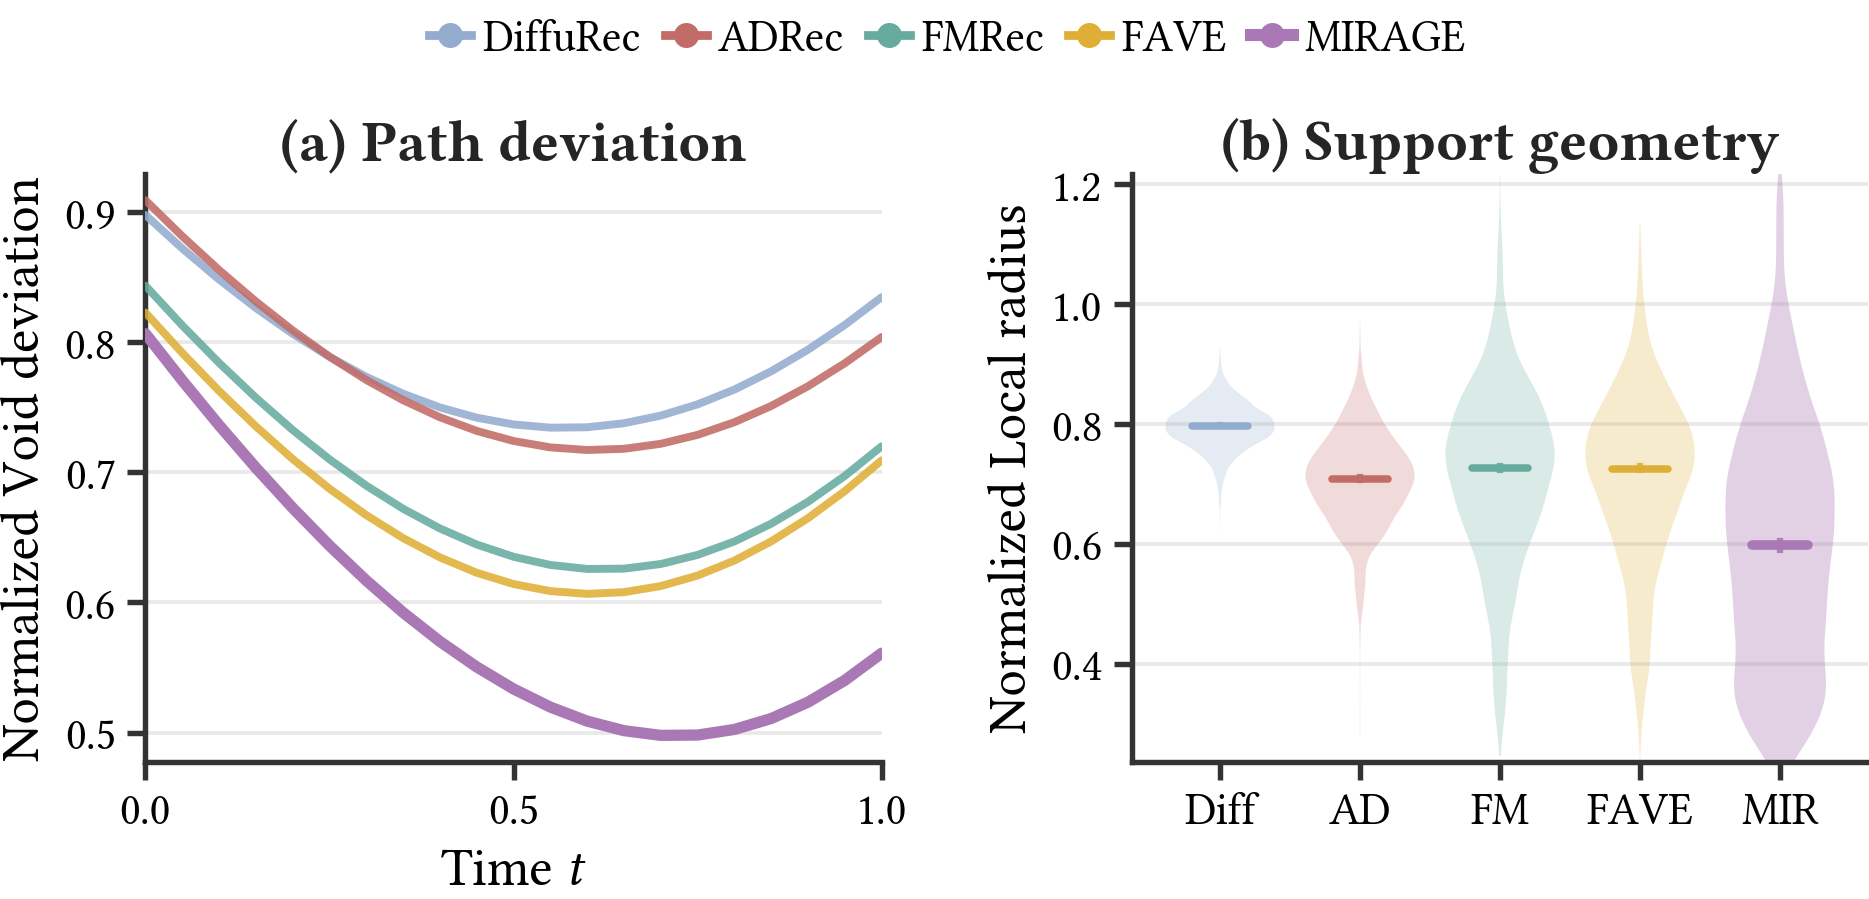 DiffuRec ADRec FMRec FAVE MIRAGE
(a) Path deviation
Normalized Void deviation
0.9
0.8
0.7
0.6
0.5
0.0 0.5 1.0
Time t
(b) Support geometry
Normalized Local radius
1.2
1.0
0.8
0.6
0.4
Diff AD FM FAVE MIR